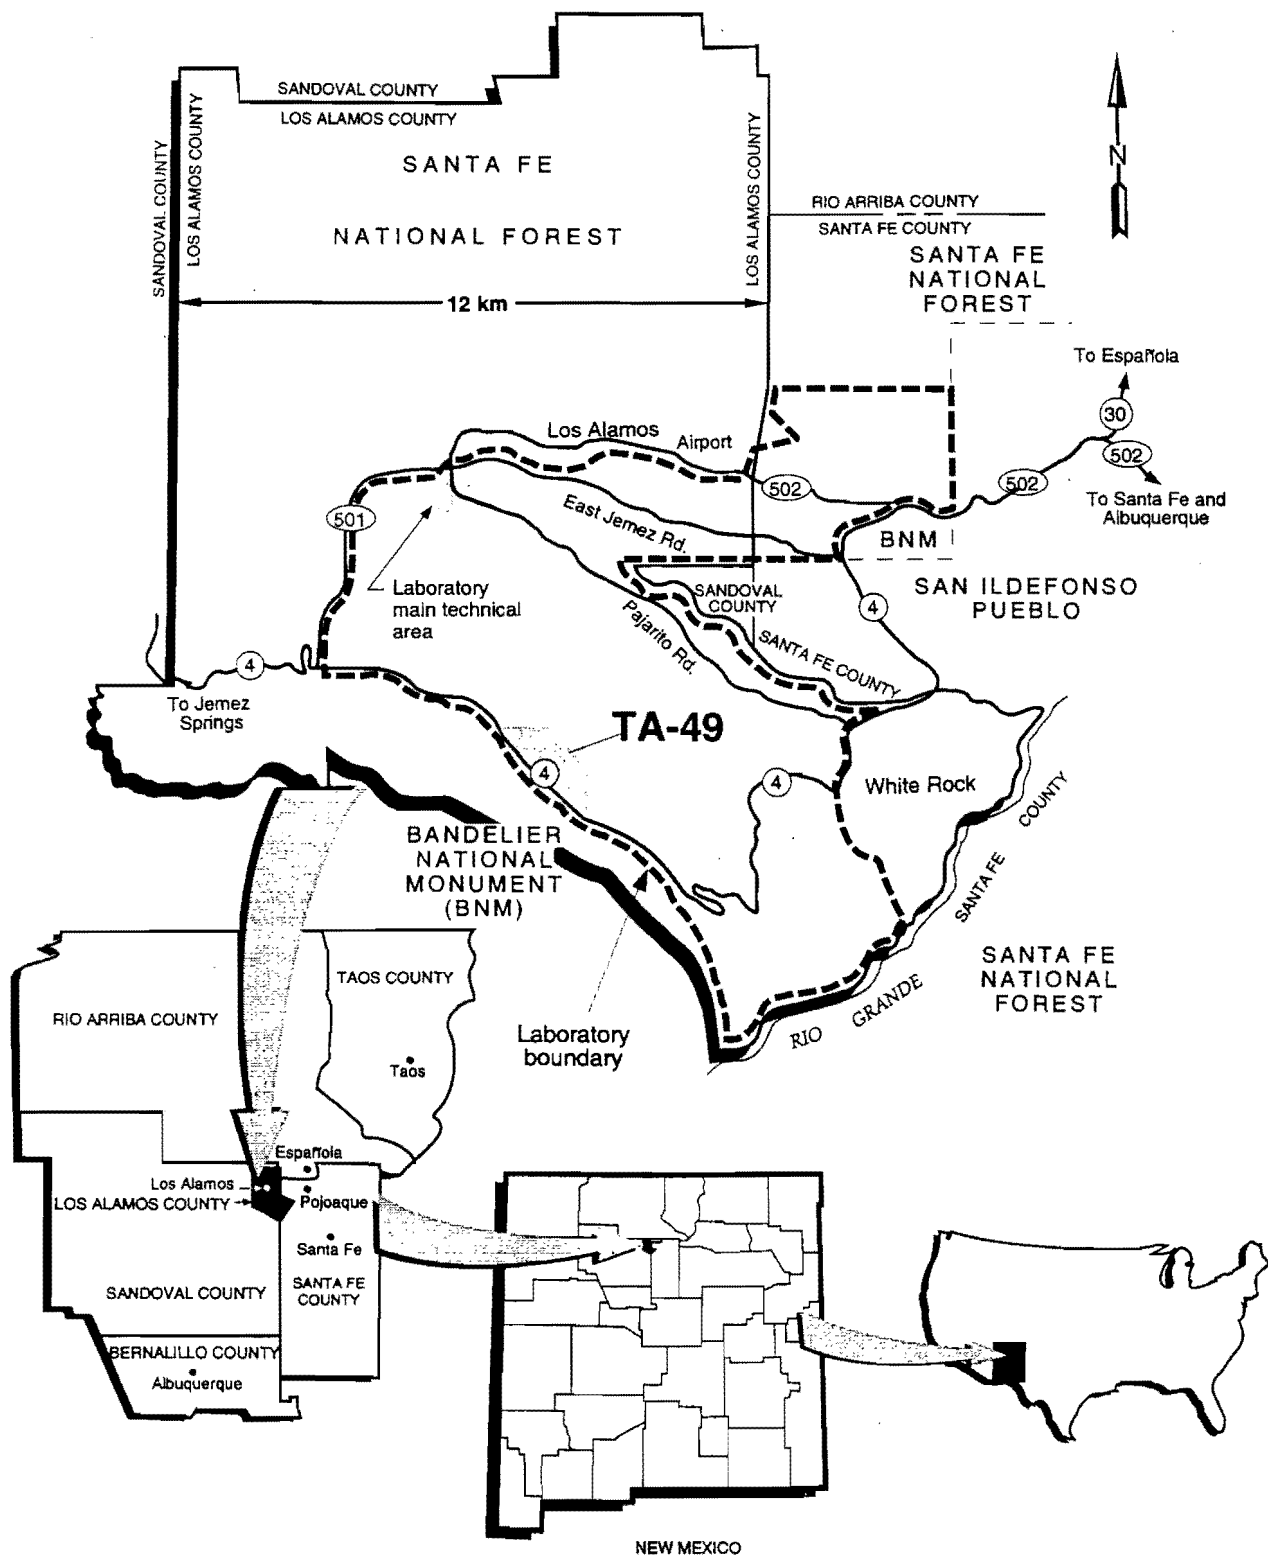 SANDOVAL COUNTY
LOS ALAMOS COUNTY
SANDOVAL COUNTY
LOS ALAMOS COUNTY
SANTA FE
NATIONAL FOREST
LOS ALAMOS COUNTY
N
RIO ARRIBA COUNTY
SANTA FE COUNTY
SANTA FE
NATIONAL
FOREST
12 km
To Española
30
502
To Santa Fe and
Albuquerque
Los Alamos
Airport
502
502
501
East Jemez Rd.
BNM
SAN ILDEFONSO
PUEBLO
Laboratory
main technical
area
SANDOVAL
COUNTY
4
Pajarito Rd.
SANTA FE COUNTY
4
To Jemez
Springs
TA-49
4
4
White Rock
SANTA FE COUNTY
BANDELIER
NATIONAL
MONUMENT
(BNM)
SANTA FE
NATIONAL
FOREST
RIO GRANDE
Laboratory
boundary
TAOS COUNTY
RIO ARRIBA COUNTY
Taos
Española
Los Alamos
LOS ALAMOS COUNTY
Pojoaque
Santa Fe
SANTA FE
COUNTY
SANDOVAL COUNTY
BERNALILLO COUNTY
Albuquerque
NEW MEXICO